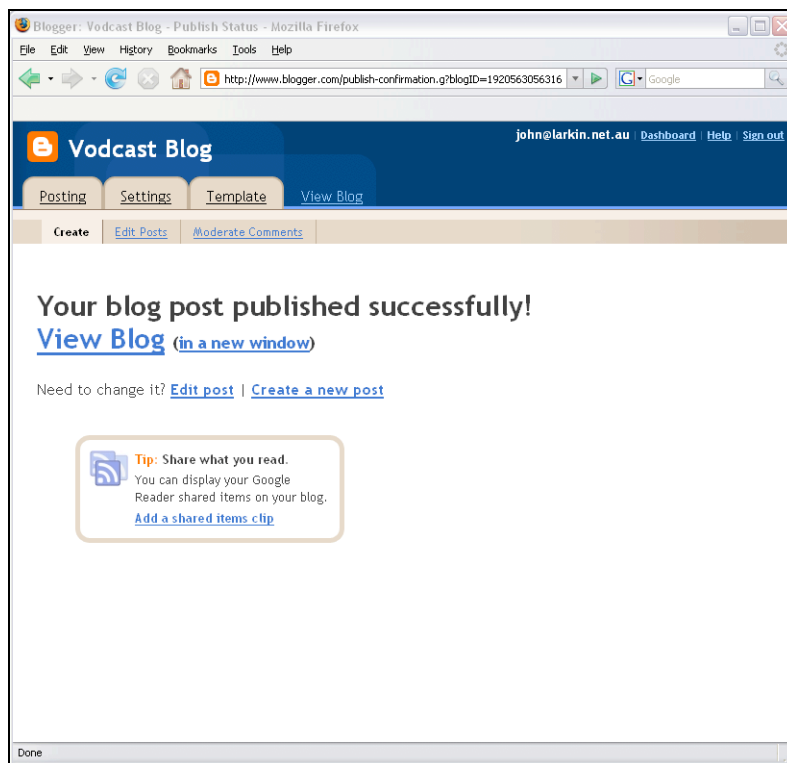 Blogger: Vodcast Blog - Publish Status - Mozilla Firefox
File Edit View History Bookmarks Tools Help
http://www.blogger.com/publish-confirmation.g?blogID=1920563056316 G Google
Vodcast Blog
john@larkin.net.au | Dashboard | Help | Sign out
Posting Settings Template View Blog
Create Edit Posts Moderate Comments
Your blog post published successfully!
View Blog (in a new window)
Need to change it? Edit post | Create a new post
Tip: Share what you read.
You can display your Google
Reader shared items on your blog.
Add a shared items clip
Done